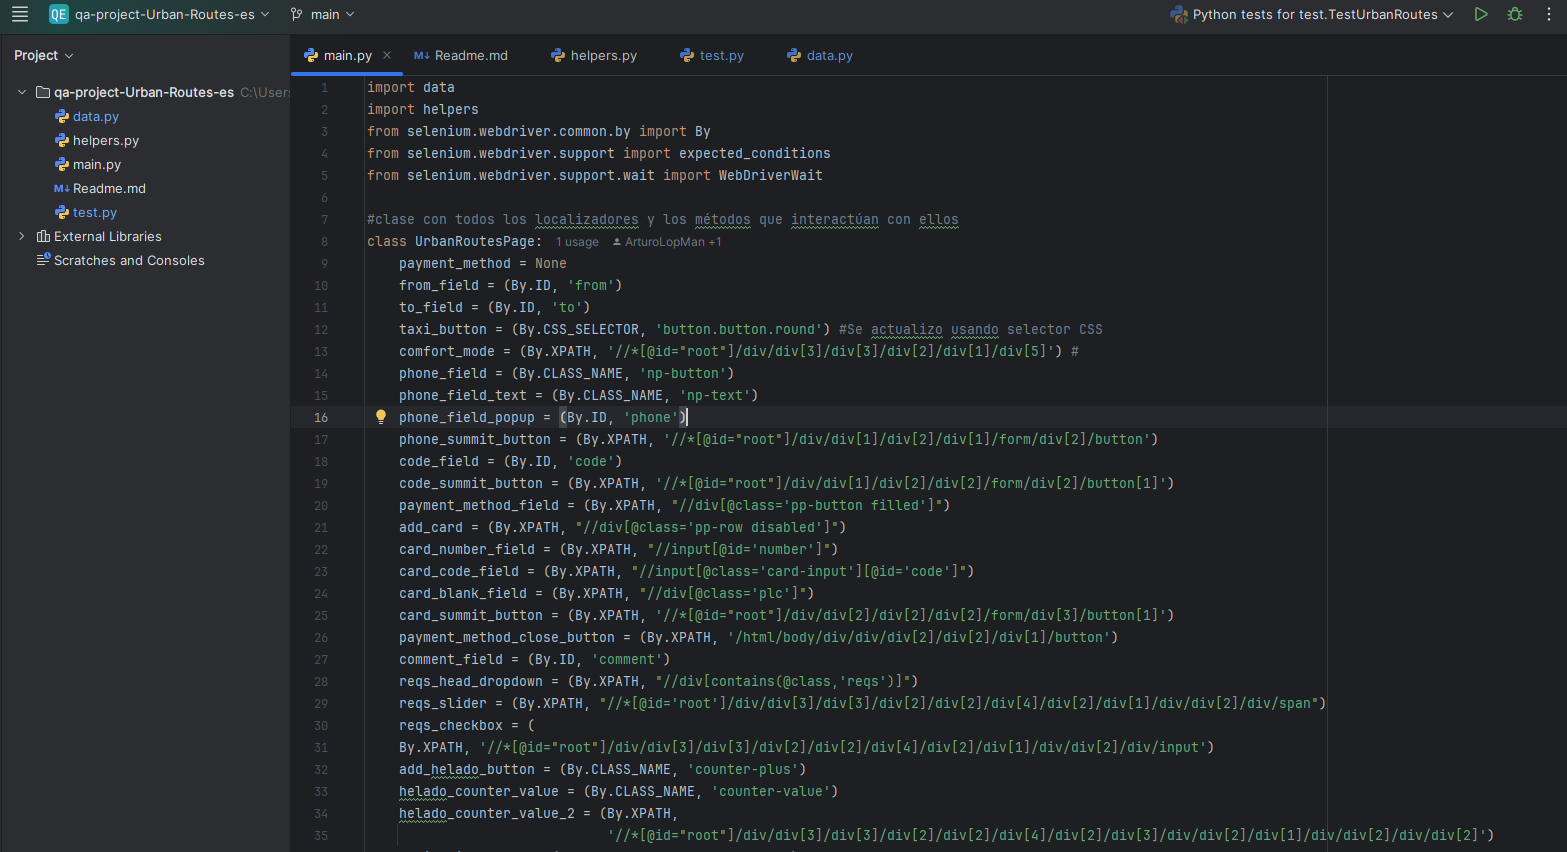 QE qa-project-Urban-Routes-es main Python tests for test.TestUrbanRoutes
Project
qa-project-Urban-Routes-es C:\Users
data.py
helpers.py
main.py
Readme.md
test.py
External Libraries
Scratches and Consoles
main.py Readme.md helpers.py test.py data.py
1 import data
2 import helpers
3 from selenium.webdriver.common.by import By
4 from selenium.webdriver.support import expected_conditions
5 from selenium.webdriver.support.wait import WebDriverWait
6
7 #clase con todos los localizadores y los métodos que interactúan con ellos
8 class UrbanRoutesPage: 1 usage ArturoLopMan +1
9 payment_method = None
10 from_field = (By.ID, 'from')
11 to_field = (By.ID, 'to')
12 taxi_button = (By.CSS_SELECTOR, 'button.button.round') #Se actualizo usando selector CSS
13 comfort_mode = (By.XPATH, '//*[@id="root"]/div/div[3]/div[3]/div[2]/div[1]/div[5]') #
14 phone_field = (By.CLASS_NAME, 'np-button')
15 phone_field_text = (By.CLASS_NAME, 'np-text')
16 phone_field_popup = (By.ID, 'phone')
17 phone_summit_button = (By.XPATH, '//*[@id="root"]/div/div[1]/div[2]/div[1]/form/div[2]/button')
18 code_field = (By.ID, 'code')
19 code_summit_button = (By.XPATH, '//*[@id="root"]/div/div[1]/div[2]/div[2]/form/div[2]/button[1]')
20 payment_method_field = (By.XPATH, "//div[@class='pp-button filled']")
21 add_card = (By.XPATH, "//div[@class='pp-row disabled']")
22 card_number_field = (By.XPATH, "//input[@id='number']")
23 card_code_field = (By.XPATH, "//input[@class='card-input'][@id='code']")
24 card_blank_field = (By.XPATH, "//div[@class='plc']")
25 card_summit_button = (By.XPATH, '//*[@id="root"]/div/div[2]/div[2]/div[2]/form/div[3]/button[1]')
26 payment_method_close_button = (By.XPATH, '/html/body/div/div/div[2]/div[2]/div[1]/button')
27 comment_field = (By.ID, 'comment')
28 reqs_head_dropdown = (By.XPATH, "//div[contains(@class,'reqs')]")
29 reqs_slider = (By.XPATH, "//*[@id='root']/div/div[3]/div[3]/div[2]/div[2]/div[4]/div[2]/div[1]/div/div[2]/div/span")
30 reqs_checkbox = (
31 By.XPATH, '//*[@id="root"]/div/div[3]/div[3]/div[2]/div[2]/div[4]/div[2]/div[1]/div/div[2]/div/input')
32 add_helado_button = (By.CLASS_NAME, 'counter-plus')
33 helado_counter_value = (By.CLASS_NAME, 'counter-value')
34 helado_counter_value_2 = (By.XPATH,
35 '//*[@id="root"]/div/div[3]/div[3]/div[2]/div[2]/div[4]/div[2]/div[3]/div/div[2]/div[1]/div/div[2]/div/div[2]')